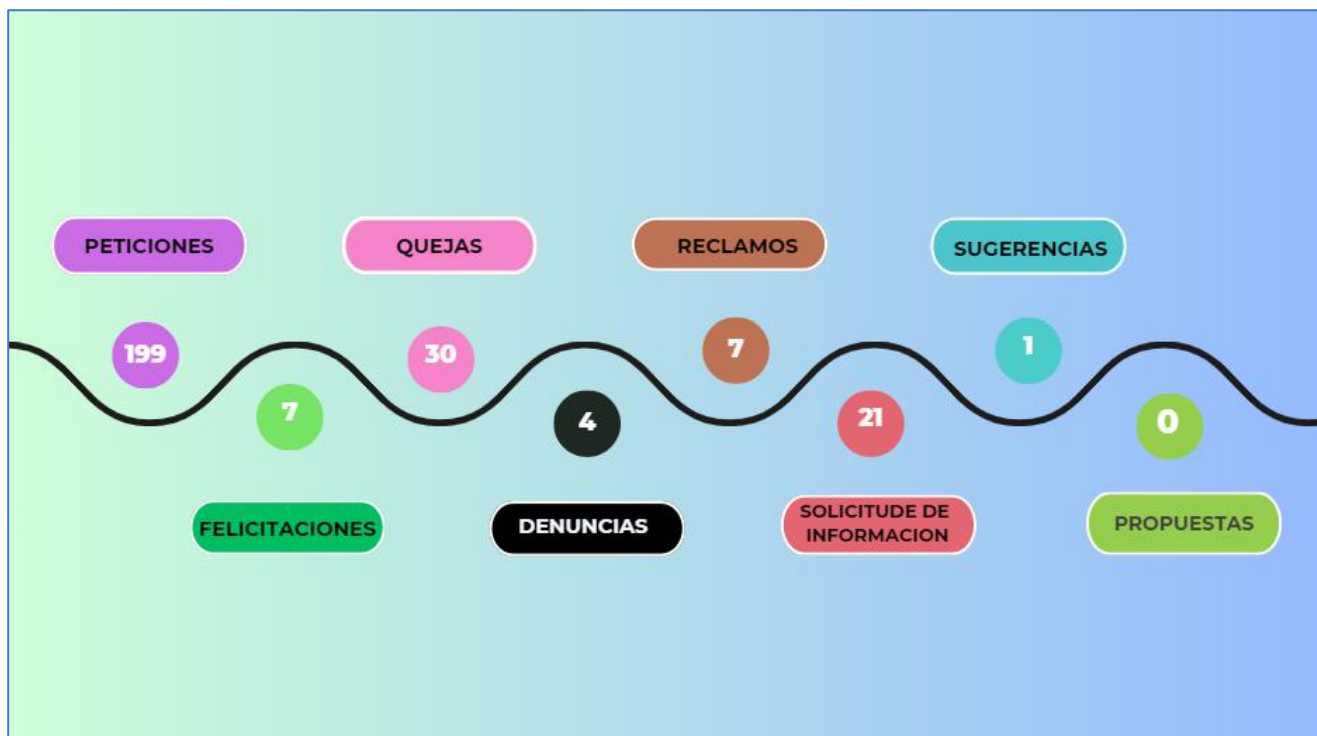 PETICIONES
QUEJAS
RECLAMOS
SUGERENCIAS
199
30
7
1
7
4
21
0
FELICITACIONES
DENUNCIAS
SOLICITUDE DE
INFORMACION
PROPUESTAS